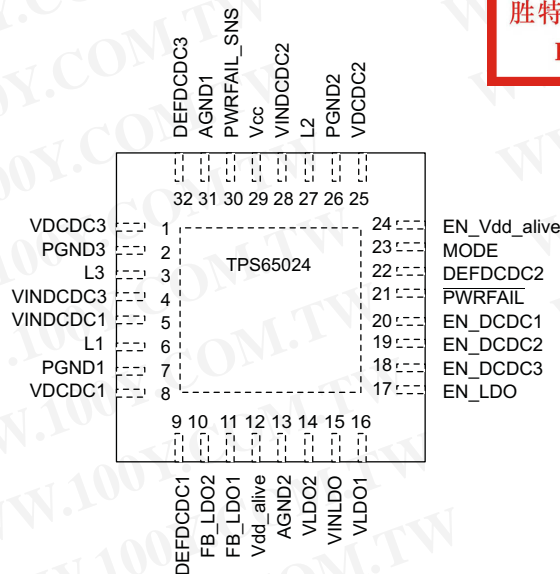 胜特
DEFDCDC3
AGND1
PWRFAIL_SNS
Vcc
VINDCDC2
L2
PGND2
VDCDC2
32 31 30 29 28 27 26 25
VDCDC3 1
PGND3 2
L3 3
VINDCDC3 4
VINDCDC1 5
L1 6
PGND1 7
VDCDC1 8
TPS65024
24 EN_Vdd_alive
23 MODE
22 DEFDCDC2
21 PWRFAIL
20 EN_DCDC1
19 EN_DCDC2
18 EN_DCDC3
17 EN_LDO
9 10 11 12 13 14 15 16
DEFDCDC1
FB_LDO2
FB_LDO1
Vdd_alive
AGND2
VLDO2
VINLDO
VLDO1